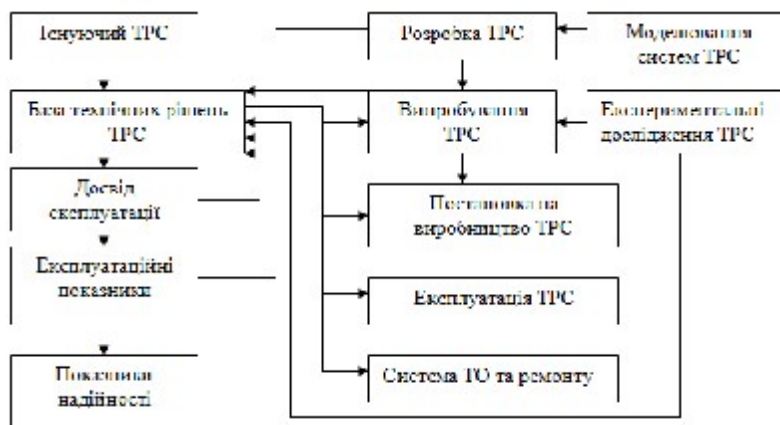 Існуючий ТРС
Розробка ТРС
Моделювання
систем ТРС
База технічних рішень
ТРС
Випробування
ТРС
Експериментальні
дослідження ТРС
Досвід
експлуатації
Постановка на
виробництво ТРС
Експлуатаційні
показники
Експлуатація ТРС
Показники
надійності
Система ТО та ремонту